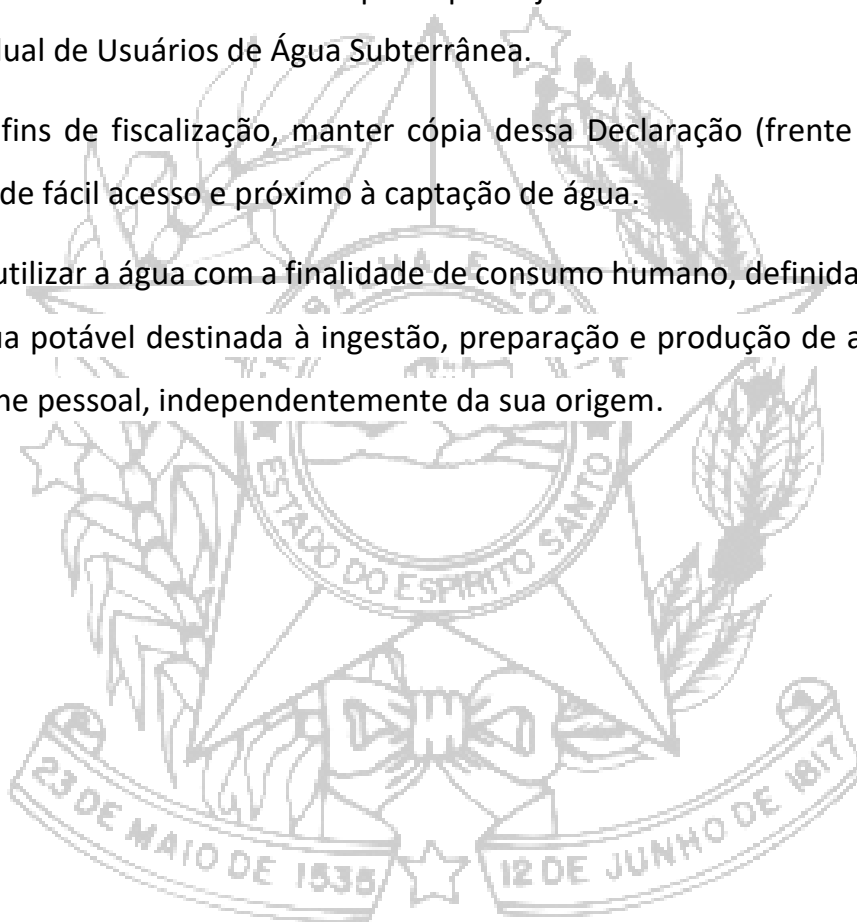 dual de Usuários de Água Subterrânea.
fins de fiscalização, manter cópia dessa Declaração (frente
de fácil acesso e próximo à captação de água.
utilizar a água com a finalidade de consumo humano, definida
ua potável destinada à ingestão, preparação e produção de a
ne pessoal, independentemente da sua origem.
ESTADO DO ESPIRITO SANTO
23 DE MAIO DE 1535
12 DE JUNHO DE 1817